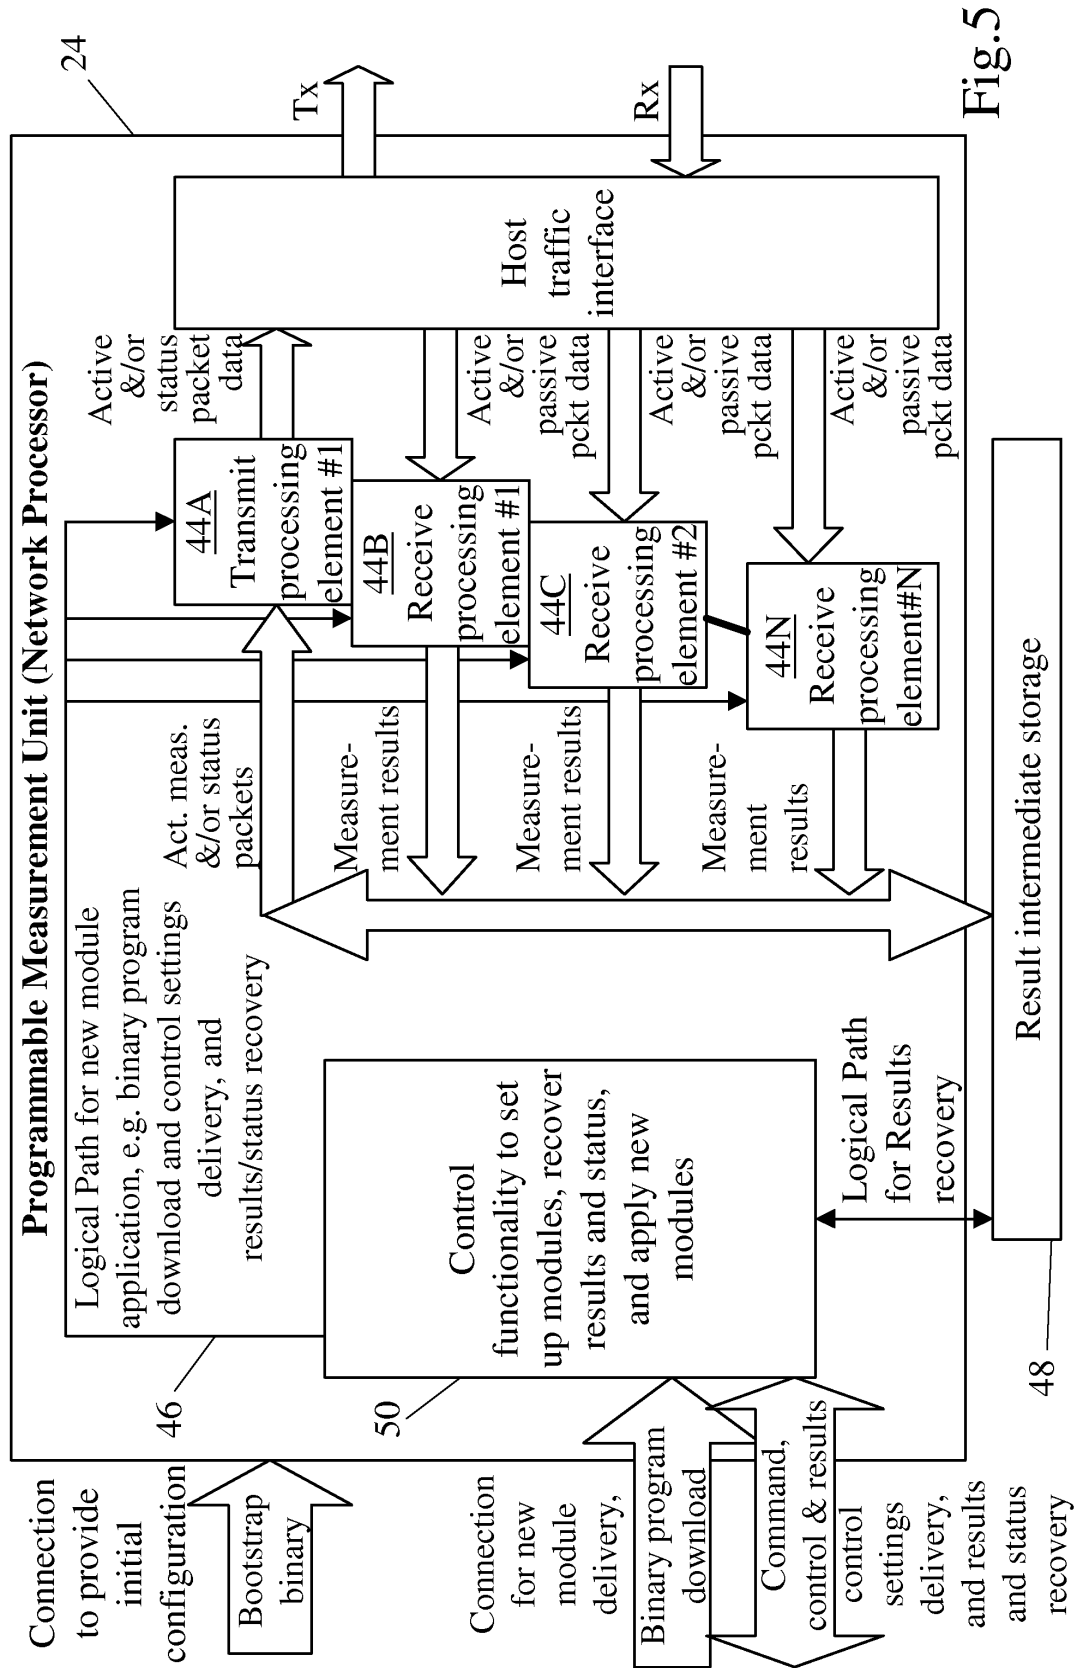 Programmable Measurement Unit (Network Processor)
24
Connection
to provide
initial
configuration
Bootstrap
binary
46
Logical Path for new module
application, e.g. binary program
download and control settings
delivery, and
results/status recovery
50
Control
functionality to set
up modules, recover
results and status,
and apply new
modules
Connection
for new
module
delivery,
Binary program
download
Command,
control & results
control
settings
delivery,
and results
and status
recovery
Logical Path
for Results
recovery
Act. meas.
&/or status
packets
Measure-
ment results
Measure-
ment results
Measure-
ment
results
44A
Transmit
processing
element #1
44B
Receive
processing
element #1
44C
Receive
processing
element #2
44N
Receive
processing
element#N
Active
&/or
status
packet
data
Active
&/or
passive
pckt data
Active
&/or
passive
pckt data
Active
&/or
passive
pckt data
Host
traffic
interface
Tx
Rx
48
Result intermediate storage
Fig.5